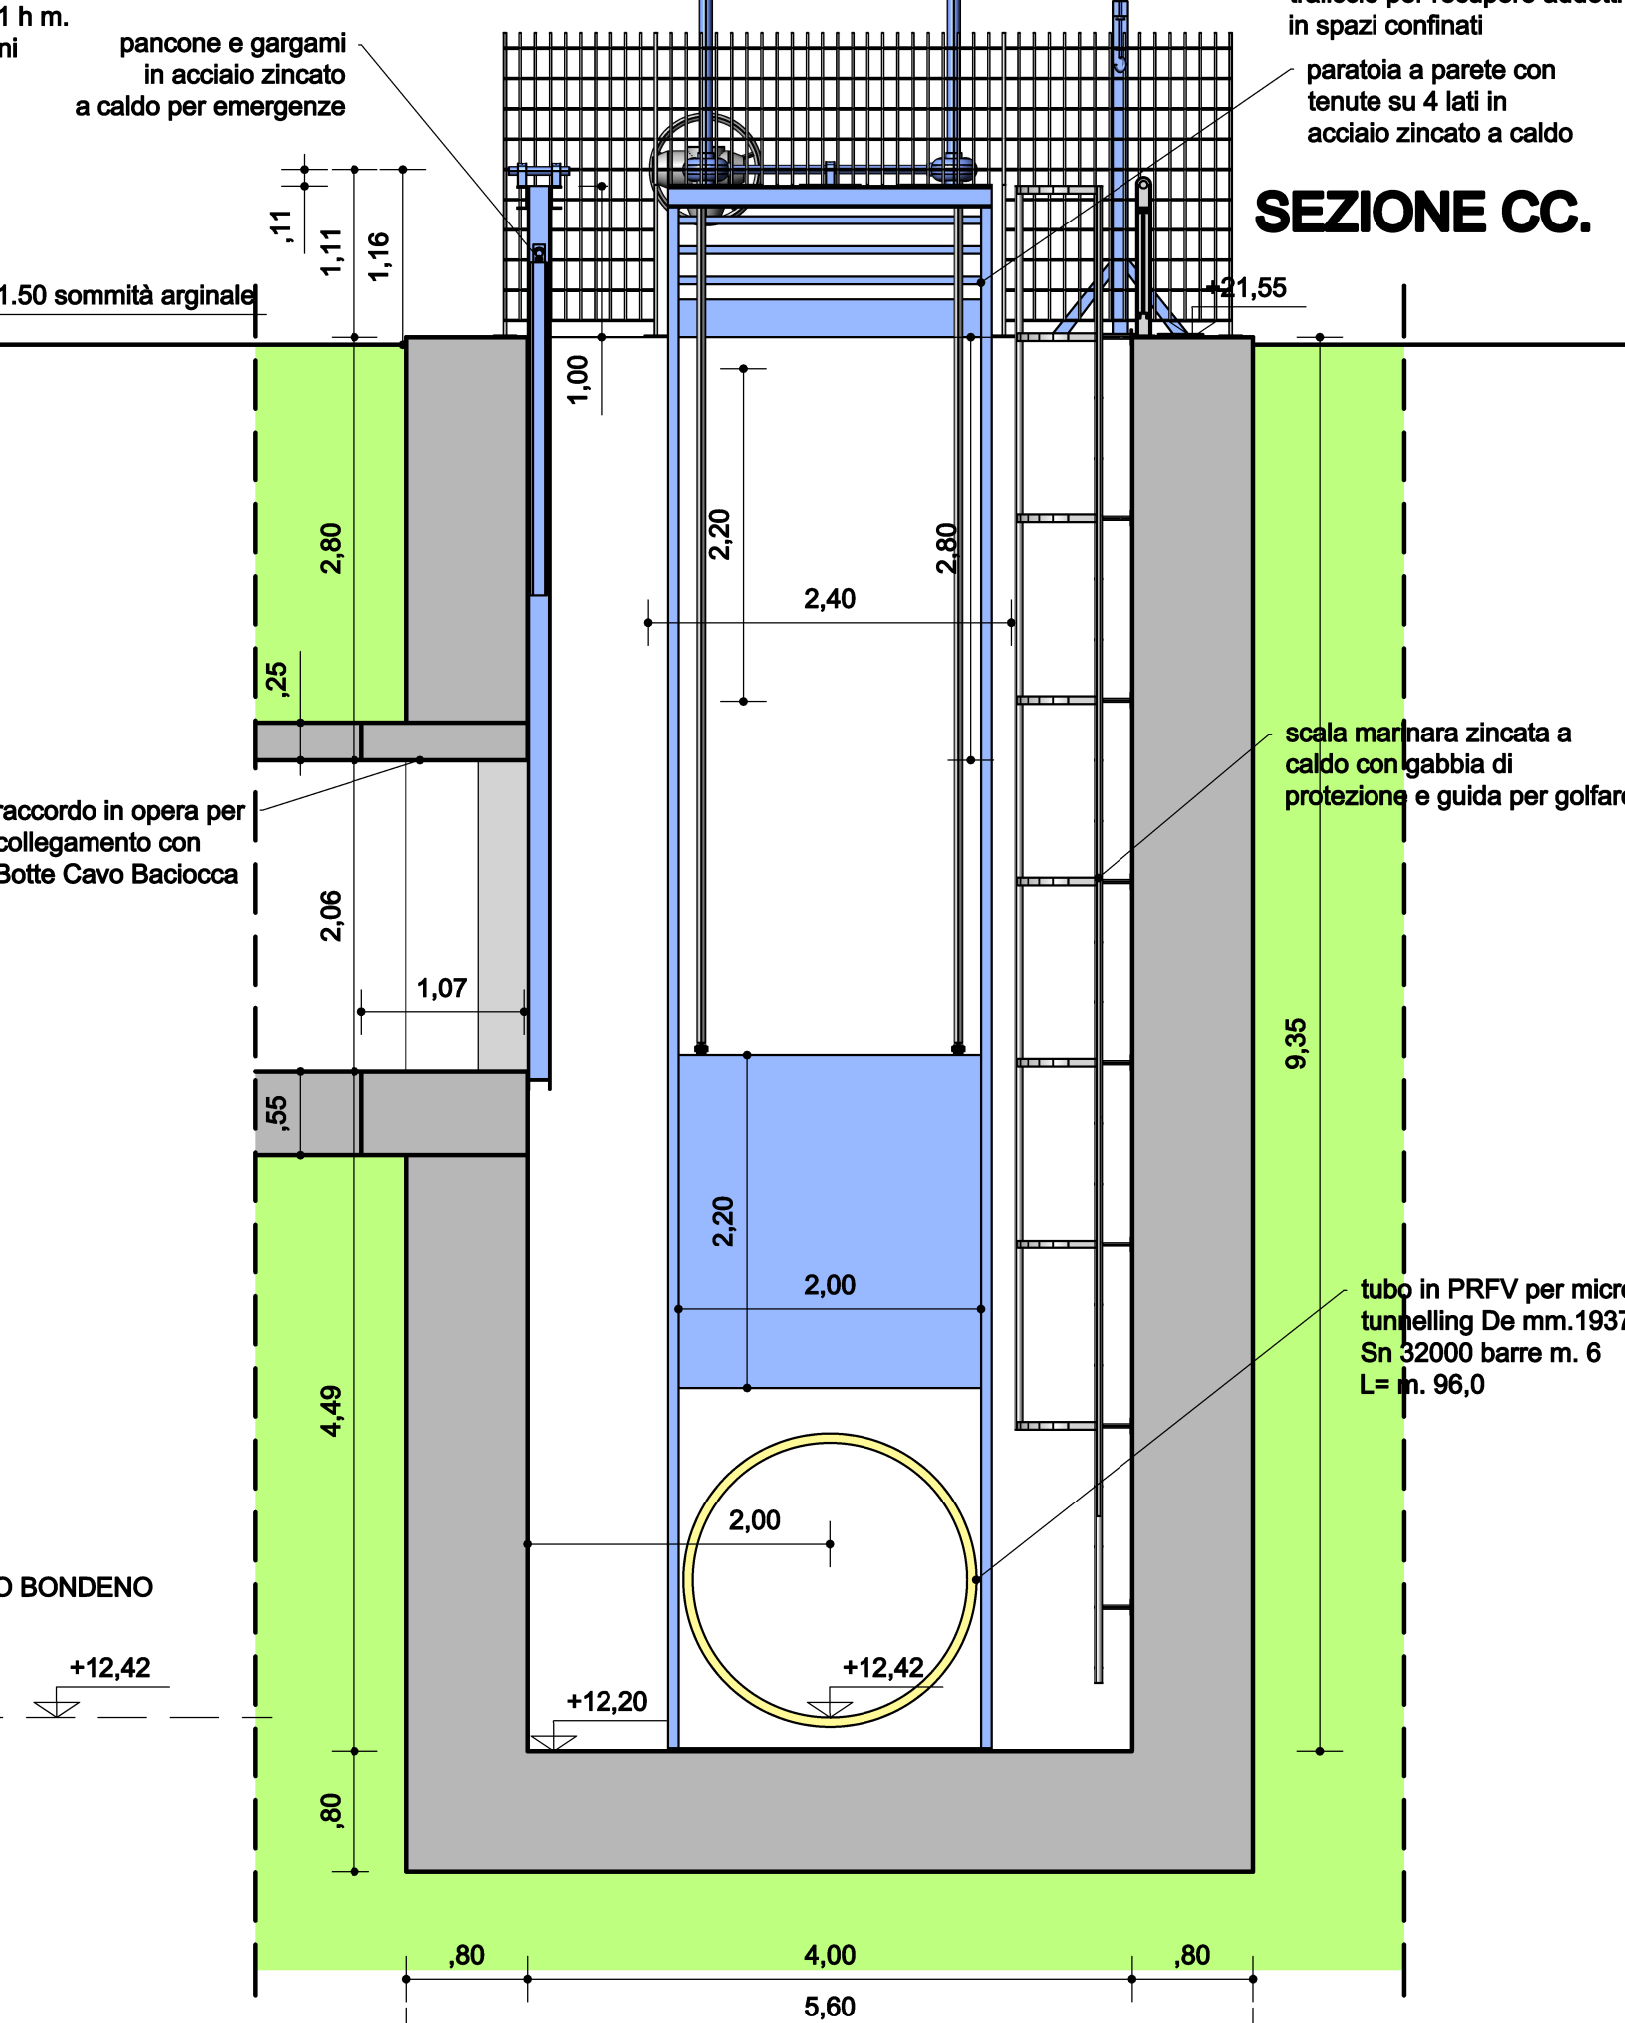 1 h m.
ni
pancone e gargami
in acciaio zincato
a caldo per emergenze
in spazi confinati
paratoia a parete con
tenute su 4 lati in
acciaio zincato a caldo
SEZIONE CC.
,11
1,11
1,16
1.50 sommità arginale
+21,55
1,00
2,80
2,20
2,80
2,40
,25
scala marinara zincata a
caldo con gabbia di
protezione e guida per golfare
raccordo in opera per
collegamento con
Botte Cavo Baciocca
2,06
1,07
9,35
,55
2,20
2,00
tubo in PRFV per micro
tunnelling De mm.1937
Sn 32000 barre m. 6
L= m. 96,0
4,49
2,00
O BONDENO
+12,42
+12,42
+12,20
,80
,80
4,00
,80
5,60